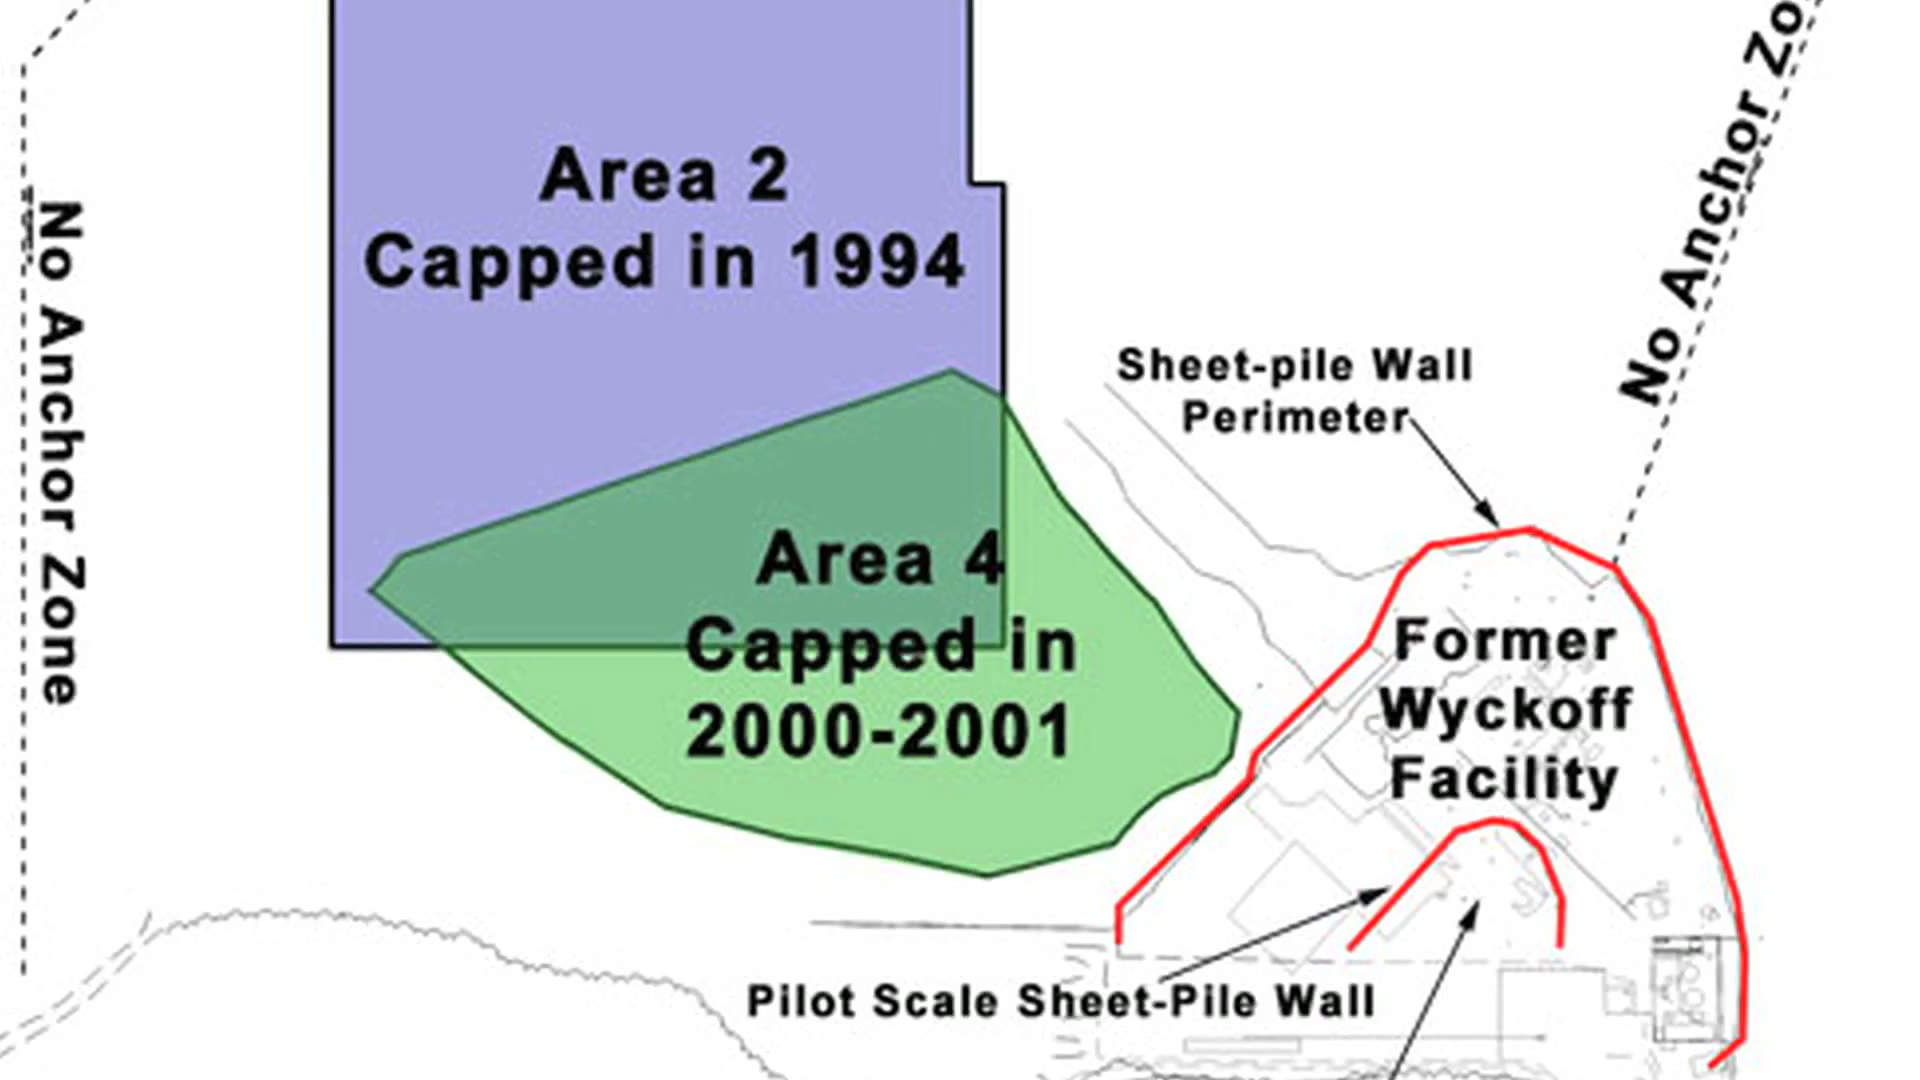 Area 2
Capped in 1994
No Anchor Zone
No Anchor Zo
Sheet-pile Wall
Perimeter
Area 4
Capped in
2000-2001
Former
Wyckoff
Facility
Pilot Scale Sheet-Pile Wall